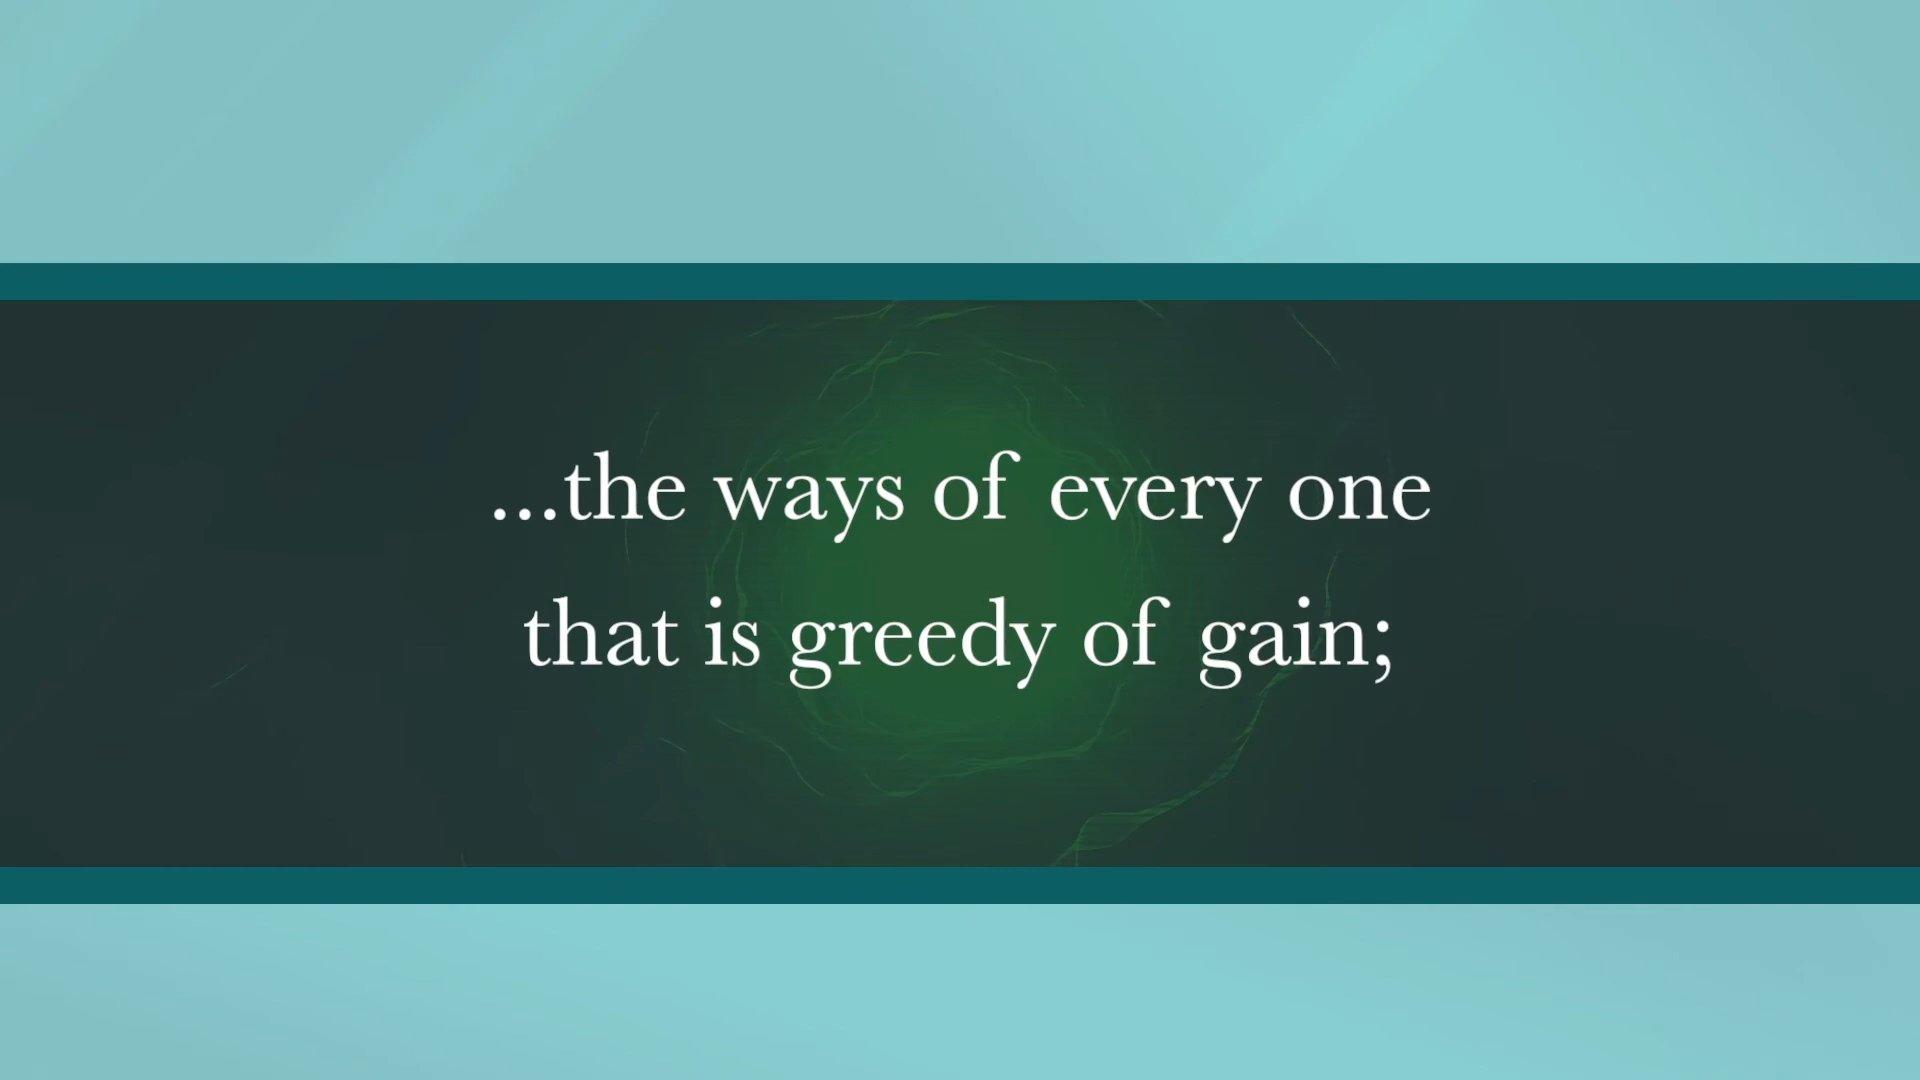 ...the ways of every one
that is greedy of gain;